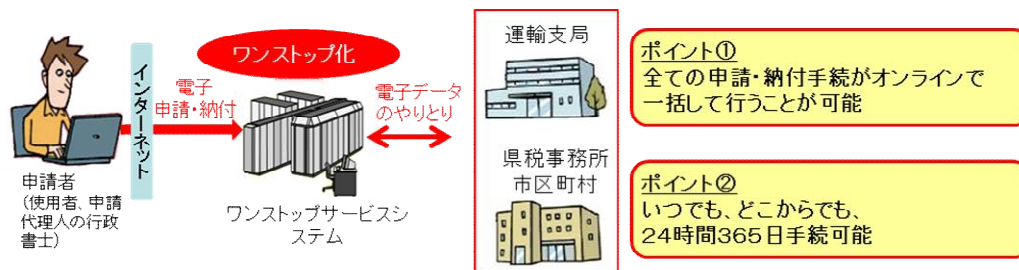 ワンストップ化
インターネット
電子
申請・納付
電子データ
のやりとり
申請者
(使用者、申請
代理人の行政
書士)
ワンストップサービスシ
ステム
運輸支局
県税事務所
市区町村
ポイント①
全ての申請・納付手続がオンラインで
一括して行うことが可能
ポイント②
いつでも、どこからでも、
24時間365日手続可能